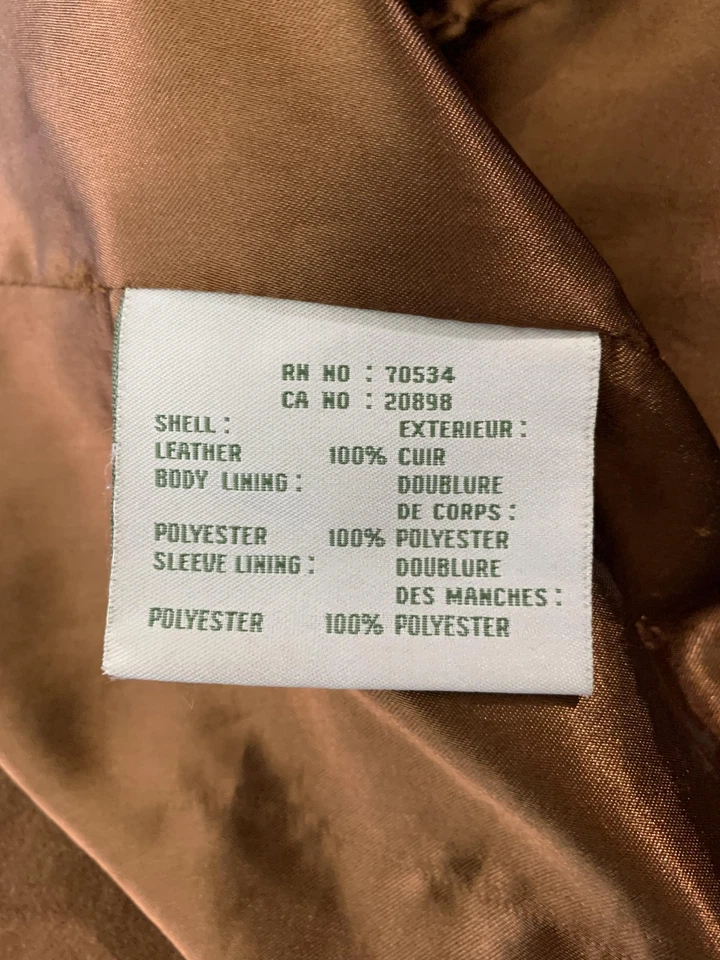 RN NO : 70534
CA NO : 20898
SHELL : EXTERIEUR :
LEATHER 100% CUIR
BODY LINING : DOUBLURE
DE CORPS :
POLYESTER 100% POLYESTER
SLEEVE LINING : DOUBLURE
DES MANCHES :
POLYESTER 100% POLYESTER